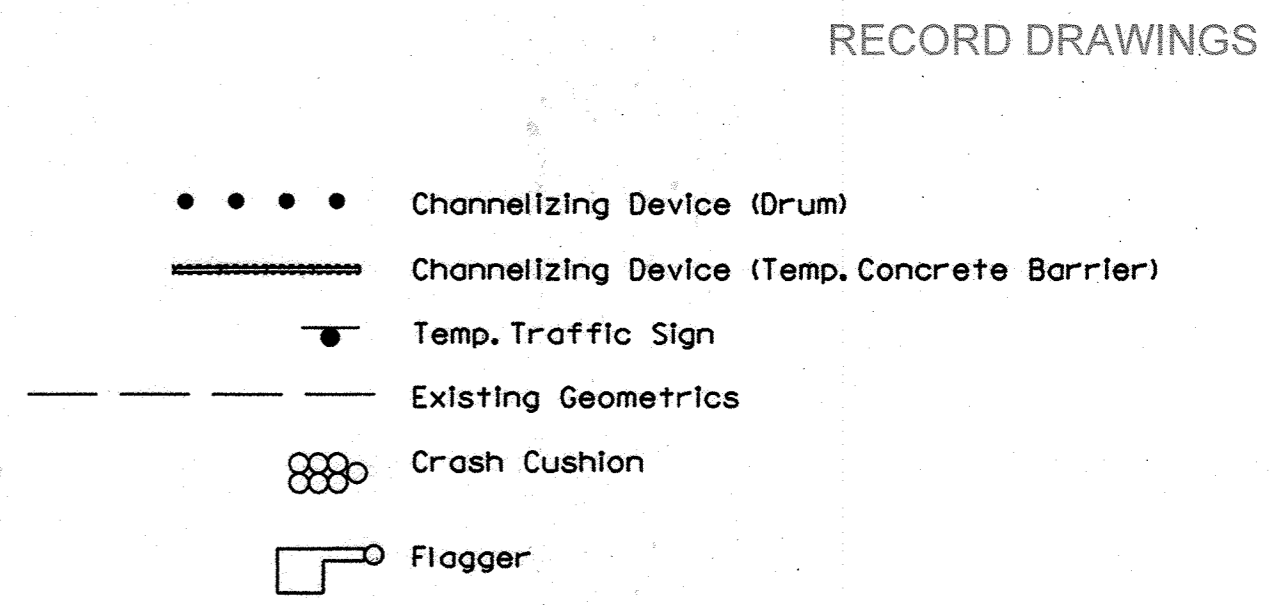 RECORD DRAWINGS
Channelizing Device (Drum)
Channelizing Device (Temp. Concrete Barrier)
Temp. Traffic Sign
Existing Geometrics
Crash Cushion
Flagger